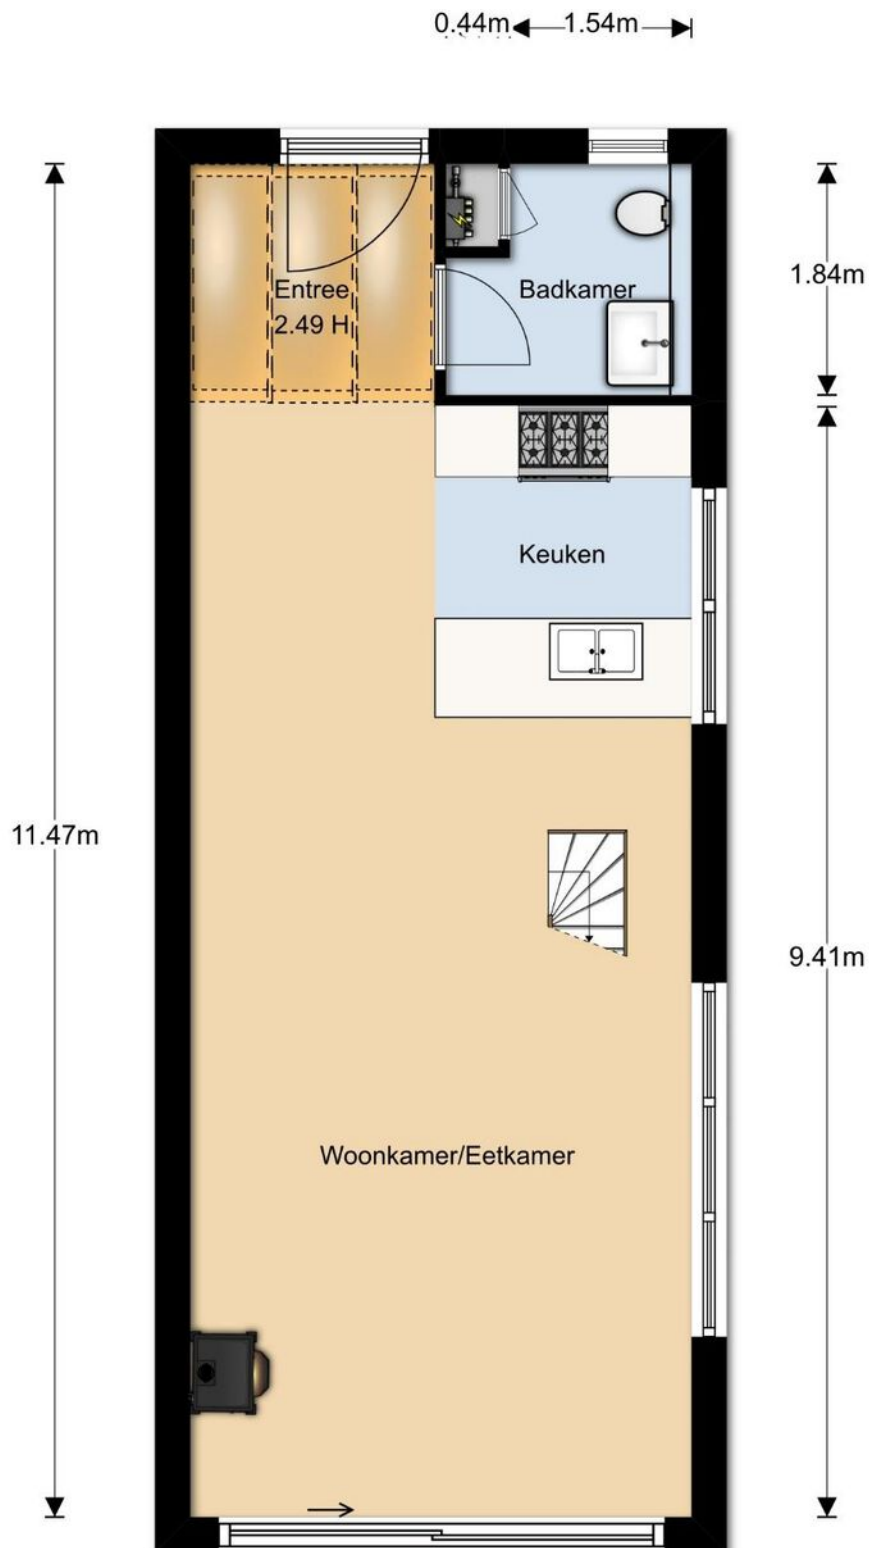 0.44m 1.54m
1.84m
Entree
2.49 H
Badkamer
Keuken
11.47m
9.41m
Woonkamer/Eetkamer